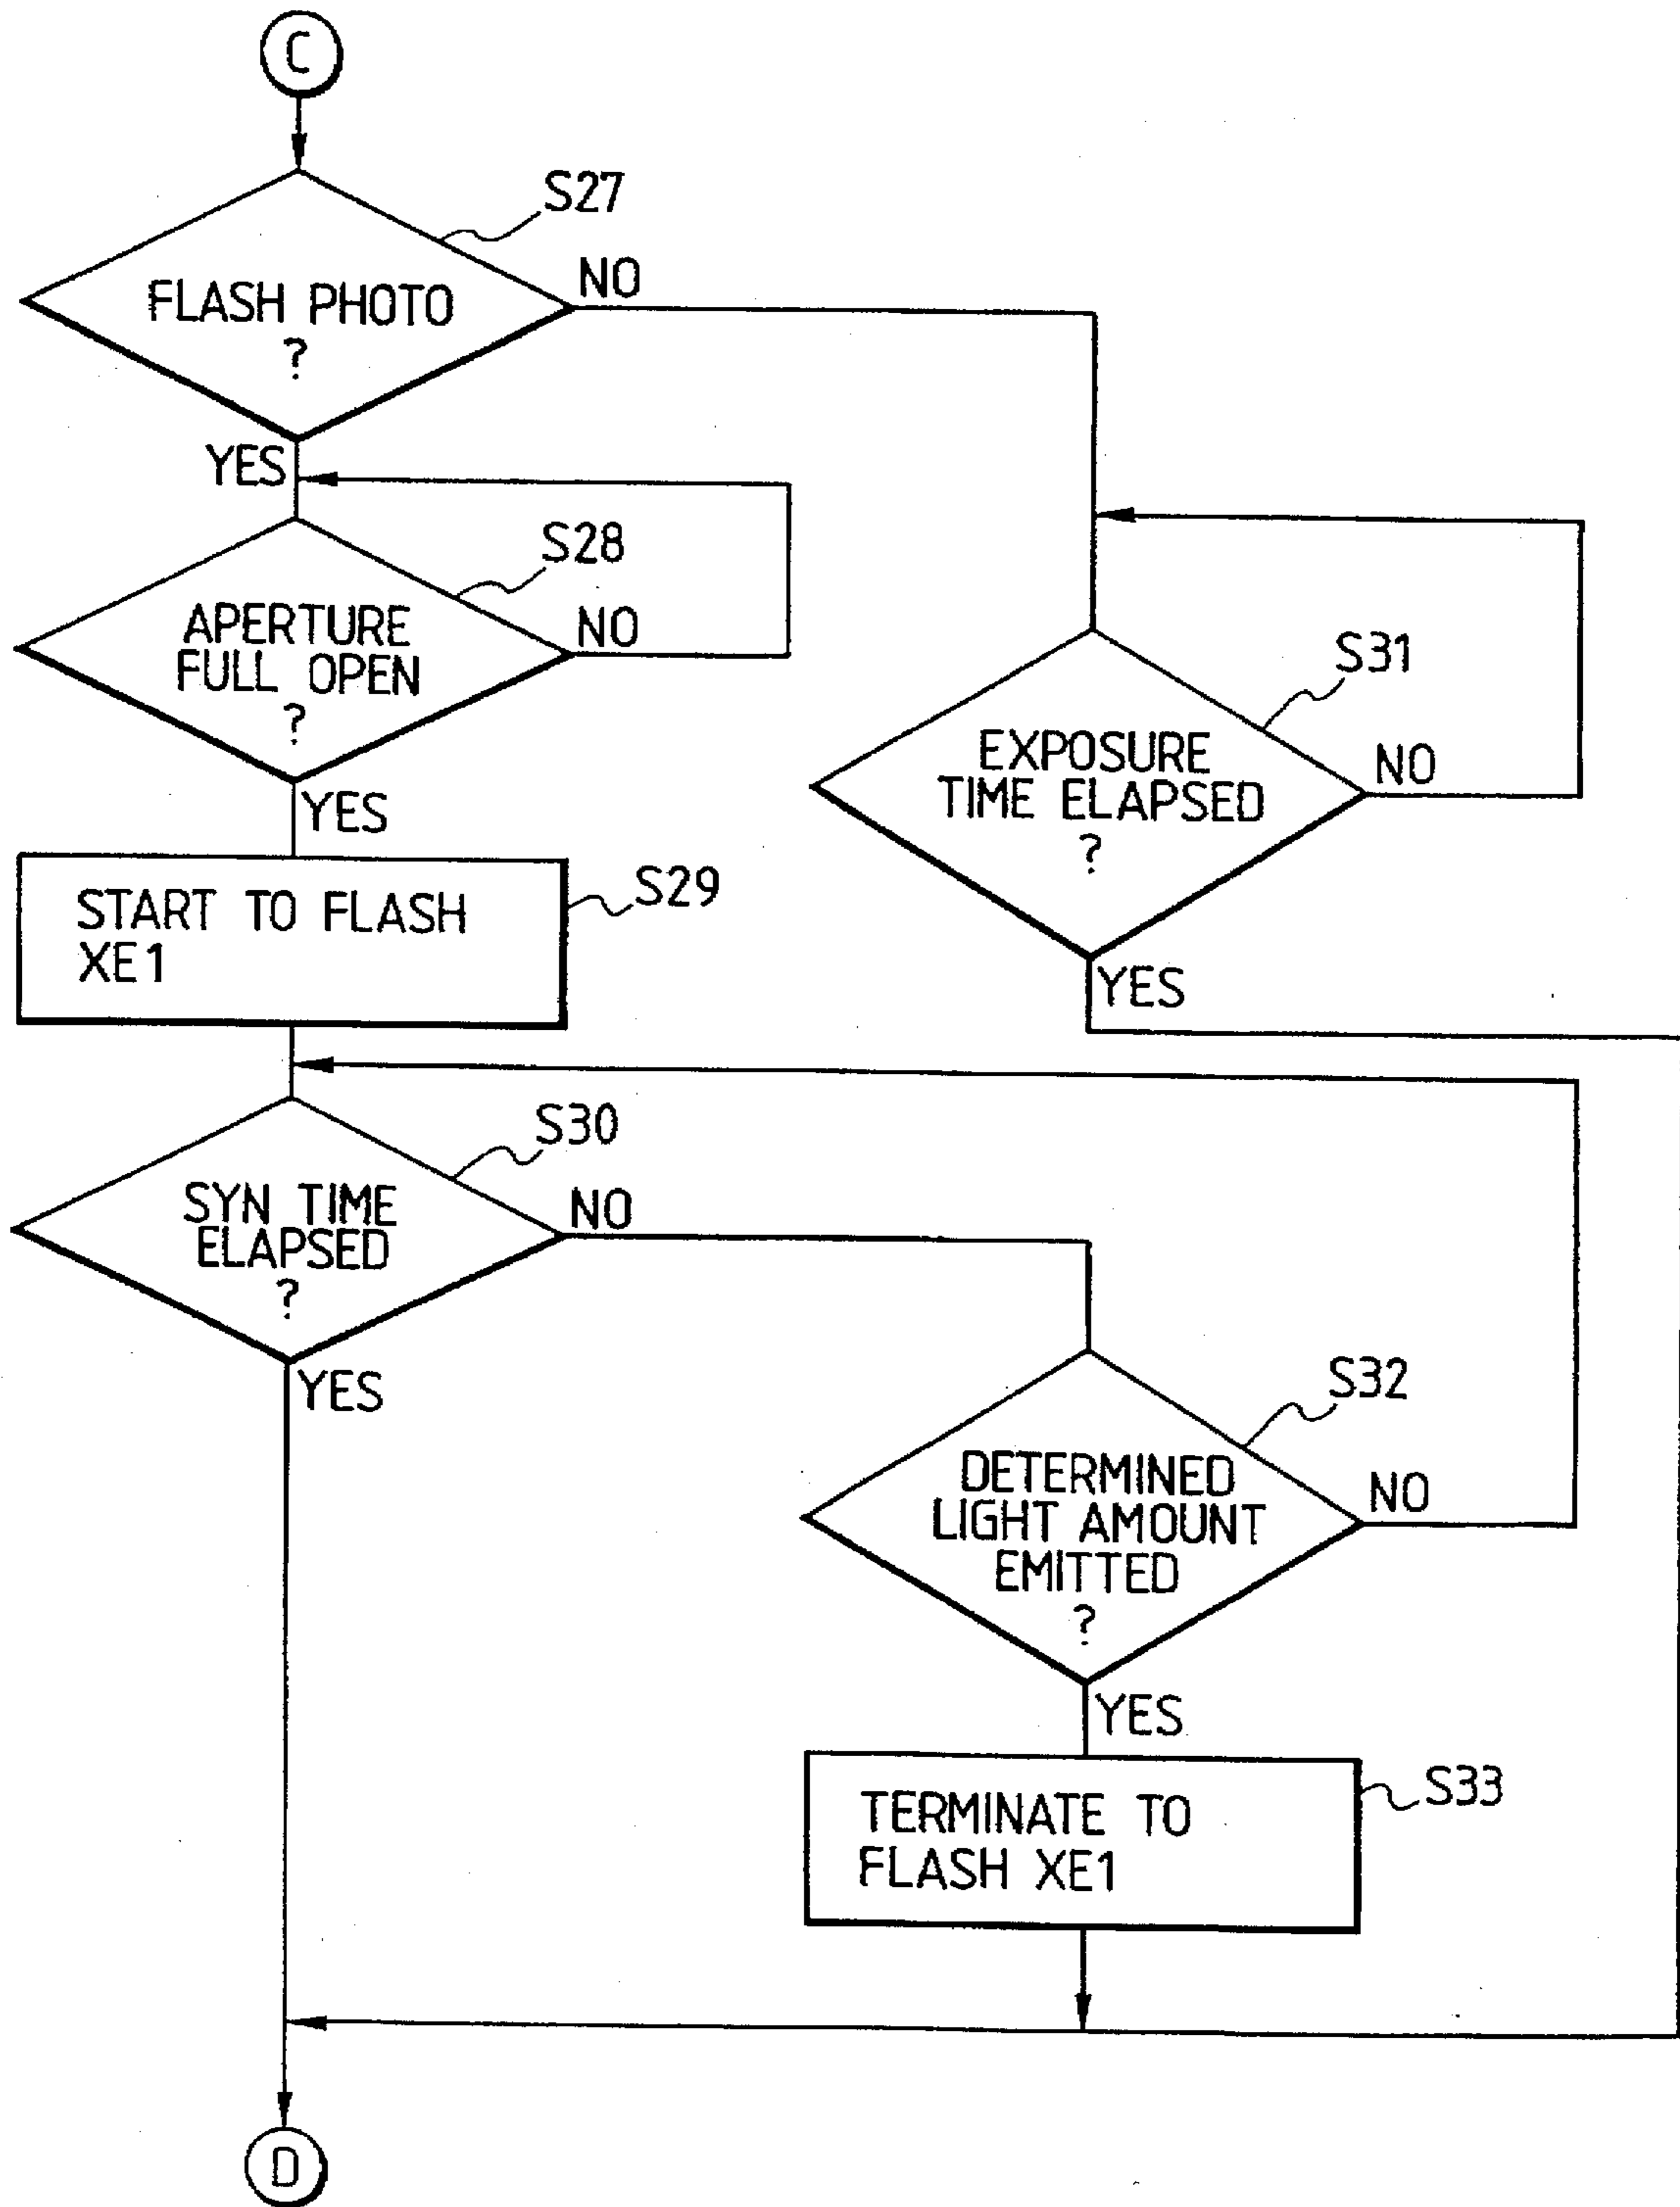 C
S27
FLASH PHOTO
?
NO
YES
S28
APERTURE
FULL OPEN
?
NO
YES
S31
EXPOSURE
TIME ELAPSED
?
NO
YES
START TO FLASH
XE1
S29
S30
SYN TIME
ELAPSED
?
NO
YES
S32
DETERMINED
LIGHT AMOUNT
EMITTED
?
NO
YES
TERMINATE TO
FLASH XE1
S33
D